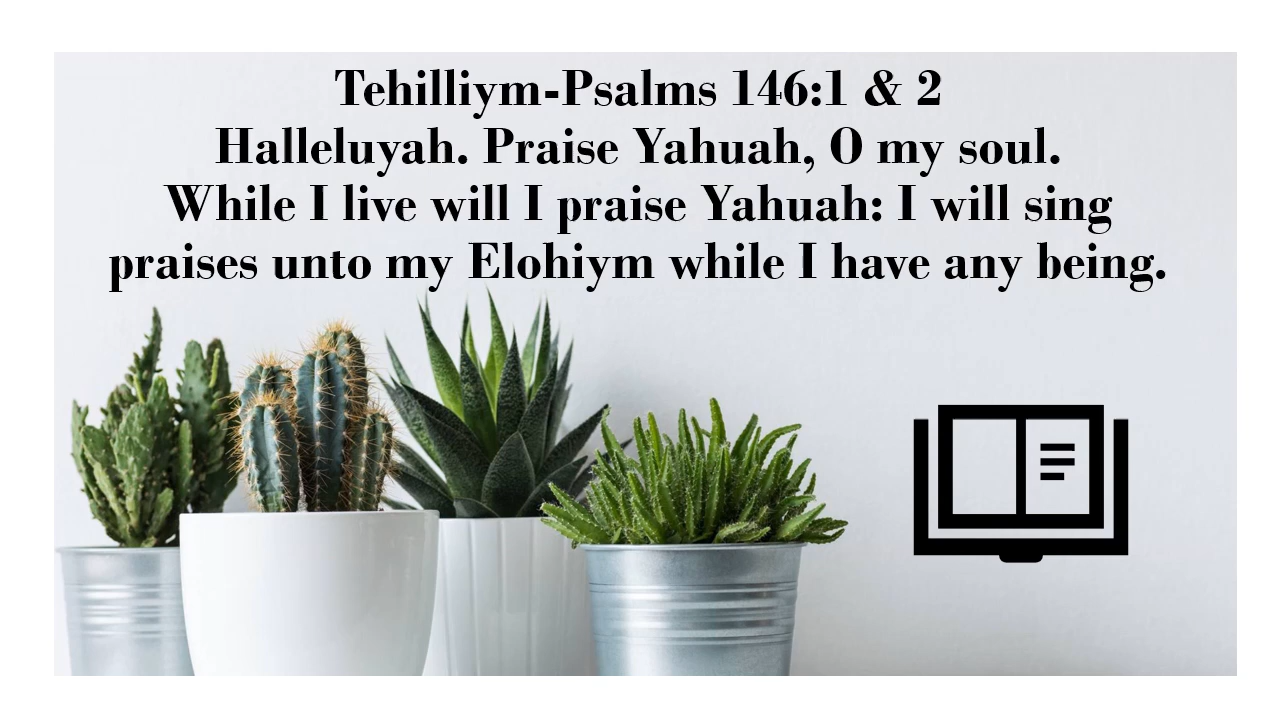 Tehilliym-Psalms 146:1 & 2
Halleluyah. Praise Yahuah, O my soul.
While I live will I praise Yahuah: I will sing
praises unto my Elohiym while I have any being.